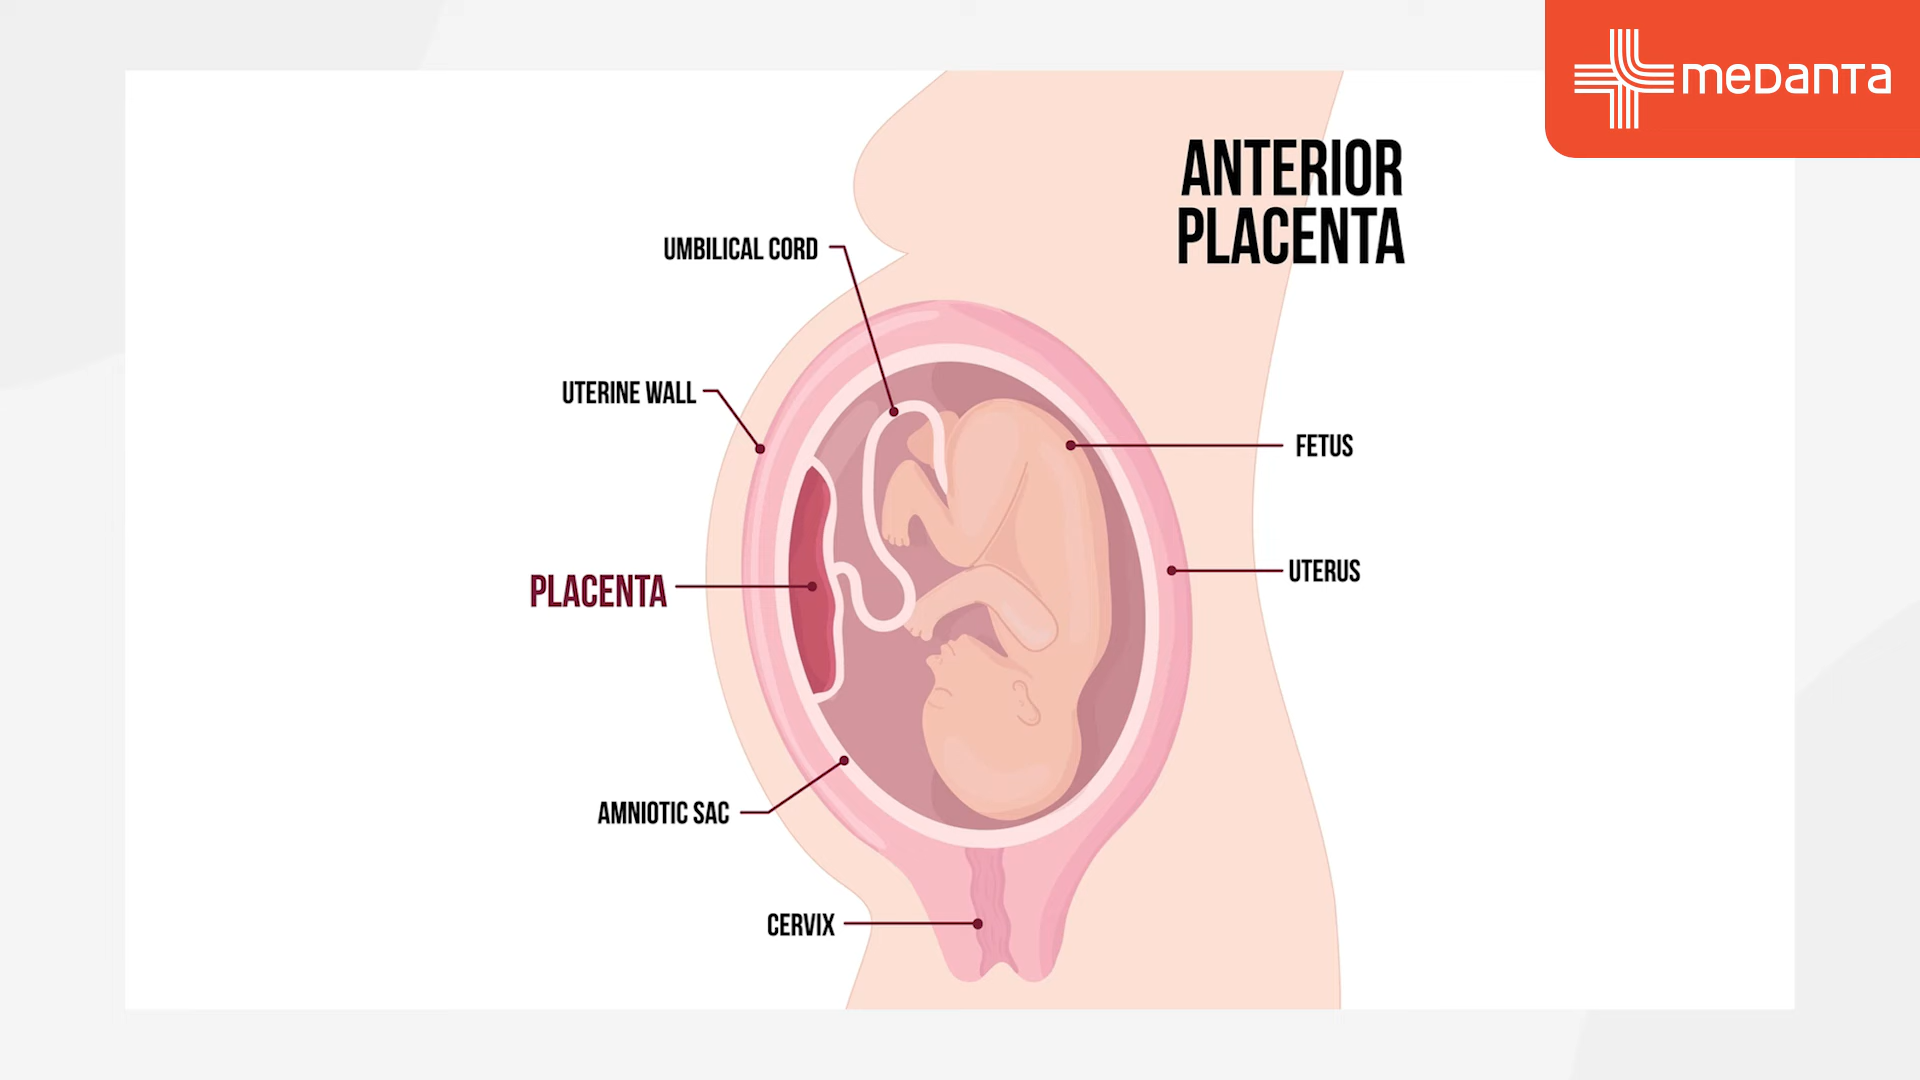 meDanTa
ANTERIOR
PLACENTA
UMBILICAL CORD
UTERINE WALL
FETUS
UTERUS
PLACENTA
AMNIOTIC SAC
CERVIX